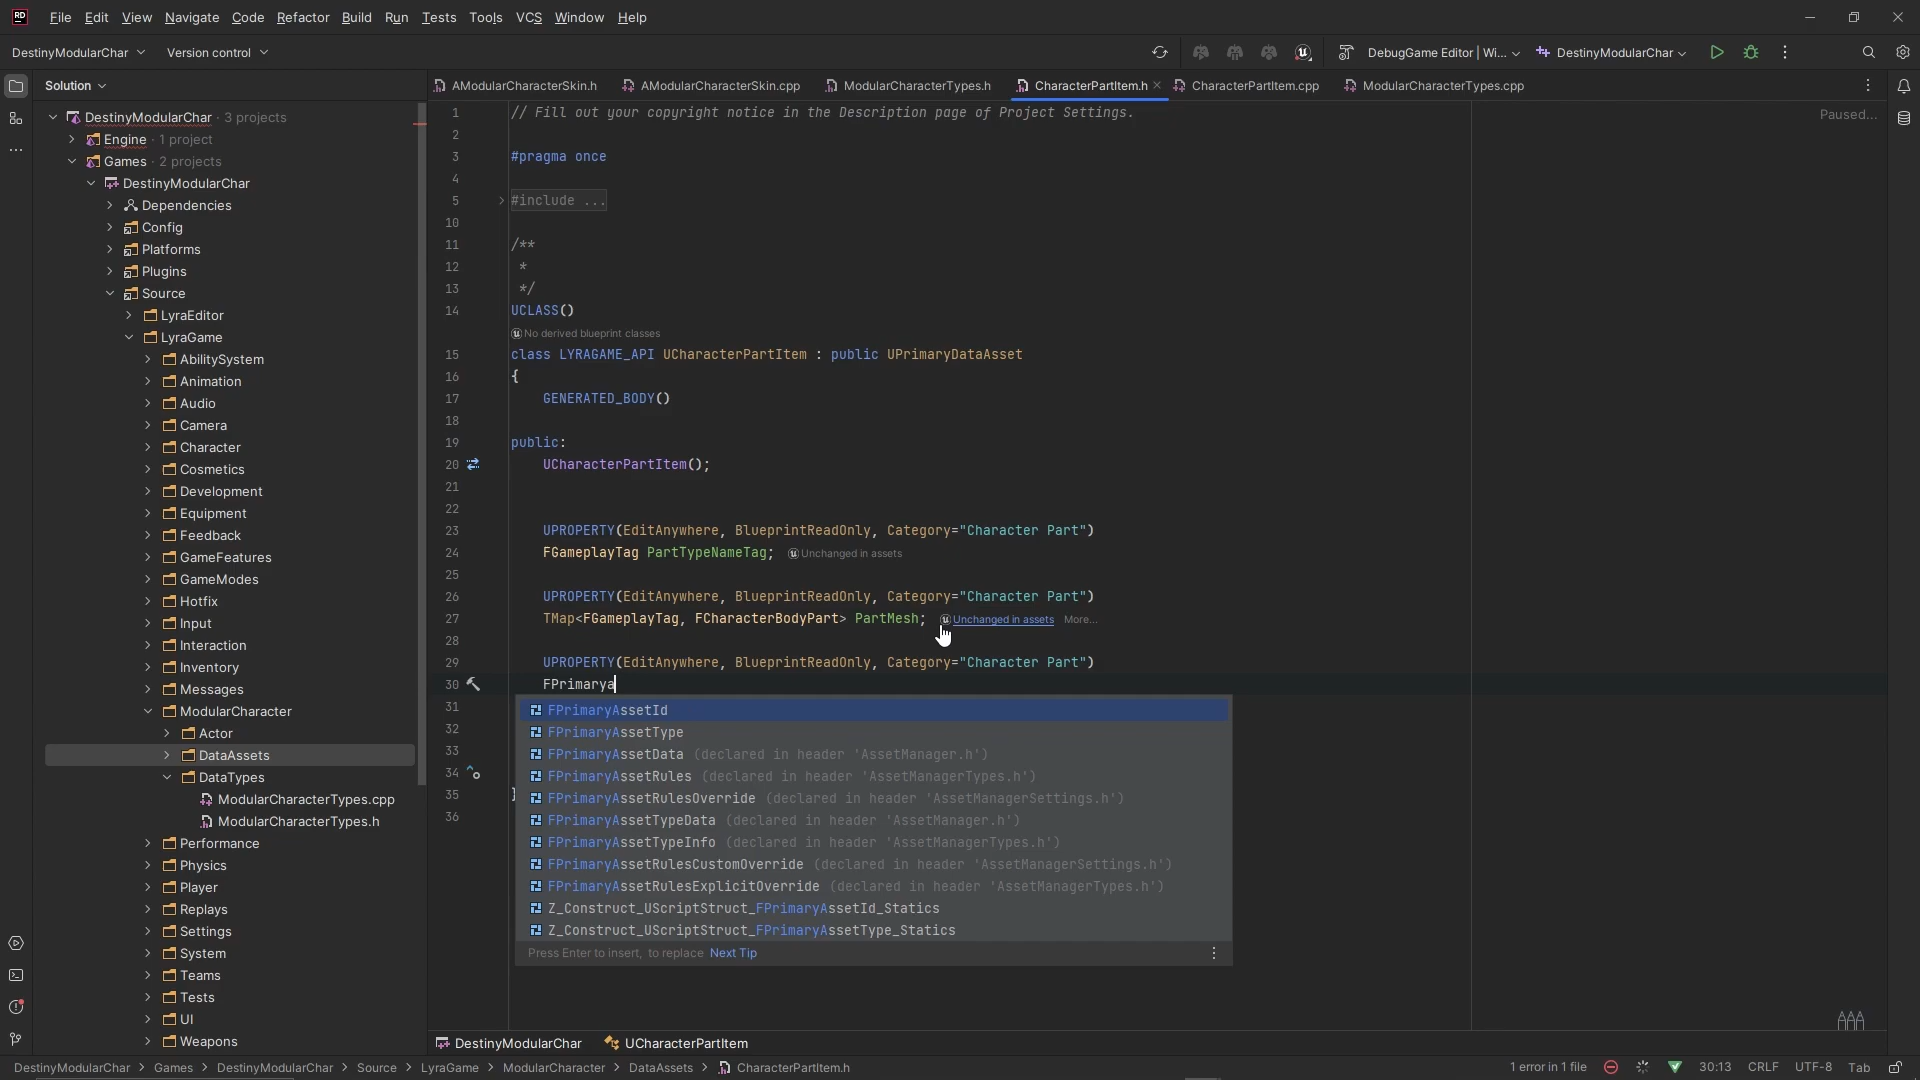 File Edit View Navigate Code Refactor Build Run Tests Tools VCS Window Help
DestinyModularChar Version control DebugGame Editor | Wi... DestinyModularChar
Solution
AModularCharacterSkin.h AModularCharacterSkin.cpp ModularCharacterTypes.h CharacterPartItem.h CharacterPartItem.cpp ModularCharacterTypes.cpp
DestinyModularChar · 3 projects
Engine · 1 project
Games · 2 projects
DestinyModularChar
Dependencies
Config
Platforms
Plugins
Source
LyraEditor
LyraGame
AbilitySystem
Animation
Audio
Camera
Character
Cosmetics
Development
Equipment
Feedback
GameFeatures
GameModes
Hotfix
Input
Interaction
Inventory
Messages
ModularCharacter
Actor
DataAssets
DataTypes
ModularCharacterTypes.cpp
ModularCharacterTypes.h
Performance
Physics
Player
Replays
Settings
System
Teams
Tests
UI
Weapons
Paused...
1 // Fill out your copyright notice in the Description page of Project Settings.
2
3 #pragma once
4
5 #include ...
10
11 /**
12 *
13 */
14 UCLASS()
No derived blueprint classes
15 class LYRAGAME_API UCharacterPartItem : public UPrimaryDataAsset
16 {
17 GENERATED_BODY()
18
19 public:
20 UCharacterPartItem();
21
22
23 UPROPERTY(EditAnywhere, BlueprintReadOnly, Category="Character Part")
24 FGameplayTag PartTypeNameTag; Unchanged in assets
25
26 UPROPERTY(EditAnywhere, BlueprintReadOnly, Category="Character Part")
27 TMap<FGameplayTag, FCharacterBodyPart> PartMesh; Unchanged in assets More...
28
29 UPROPERTY(EditAnywhere, BlueprintReadOnly, Category="Character Part")
30 FPrimarya
31
32
33
34
35 }
36
FPrimaryAssetId
FPrimaryAssetType
FPrimaryAssetData (declared in header 'AssetManager.h')
FPrimaryAssetRules (declared in header 'AssetManagerTypes.h')
FPrimaryAssetRulesOverride (declared in header 'AssetManagerSettings.h')
FPrimaryAssetTypeData (declared in header 'AssetManager.h')
FPrimaryAssetTypeInfo (declared in header 'AssetManagerTypes.h')
FPrimaryAssetRulesCustomOverride (declared in header 'AssetManagerSettings.h')
FPrimaryAssetRulesExplicitOverride (declared in header 'AssetManagerTypes.h')
Z_Construct_UScriptStruct_FPrimaryAssetId_Statics
Z_Construct_UScriptStruct_FPrimaryAssetType_Statics
Press Enter to insert, to replace Next Tip
DestinyModularChar UCharacterPartItem
DestinyModularChar Games DestinyModularChar Source LyraGame ModularCharacter DataAssets CharacterPartItem.h 1 error in 1 file 30:13 CRLF UTF-8 Tab